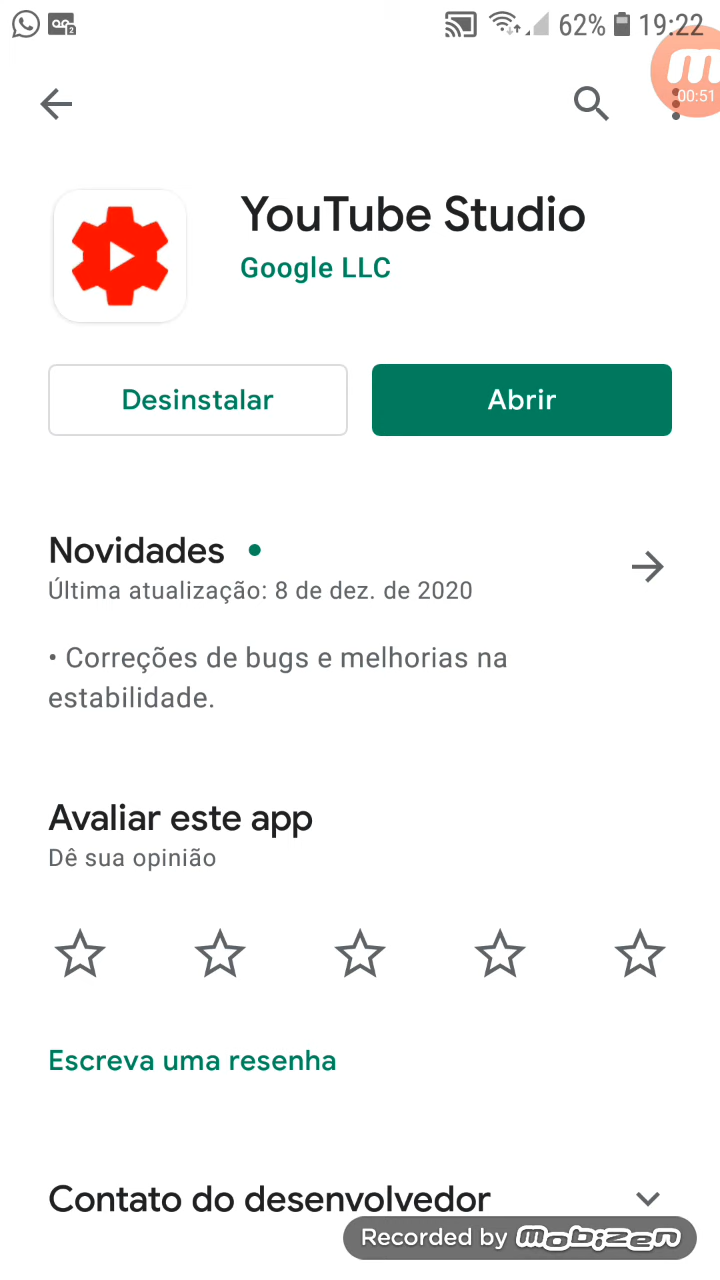 62% 19:22
00:51
YouTube Studio
Google LLC
Desinstalar
Abrir
Novidades
Última atualização: 8 de dez. de 2020
• Correções de bugs e melhorias na
estabilidade.
Avaliar este app
Dê sua opinião
Escreva uma resenha
Contato do desenvolvedor
Recorded by mobizen